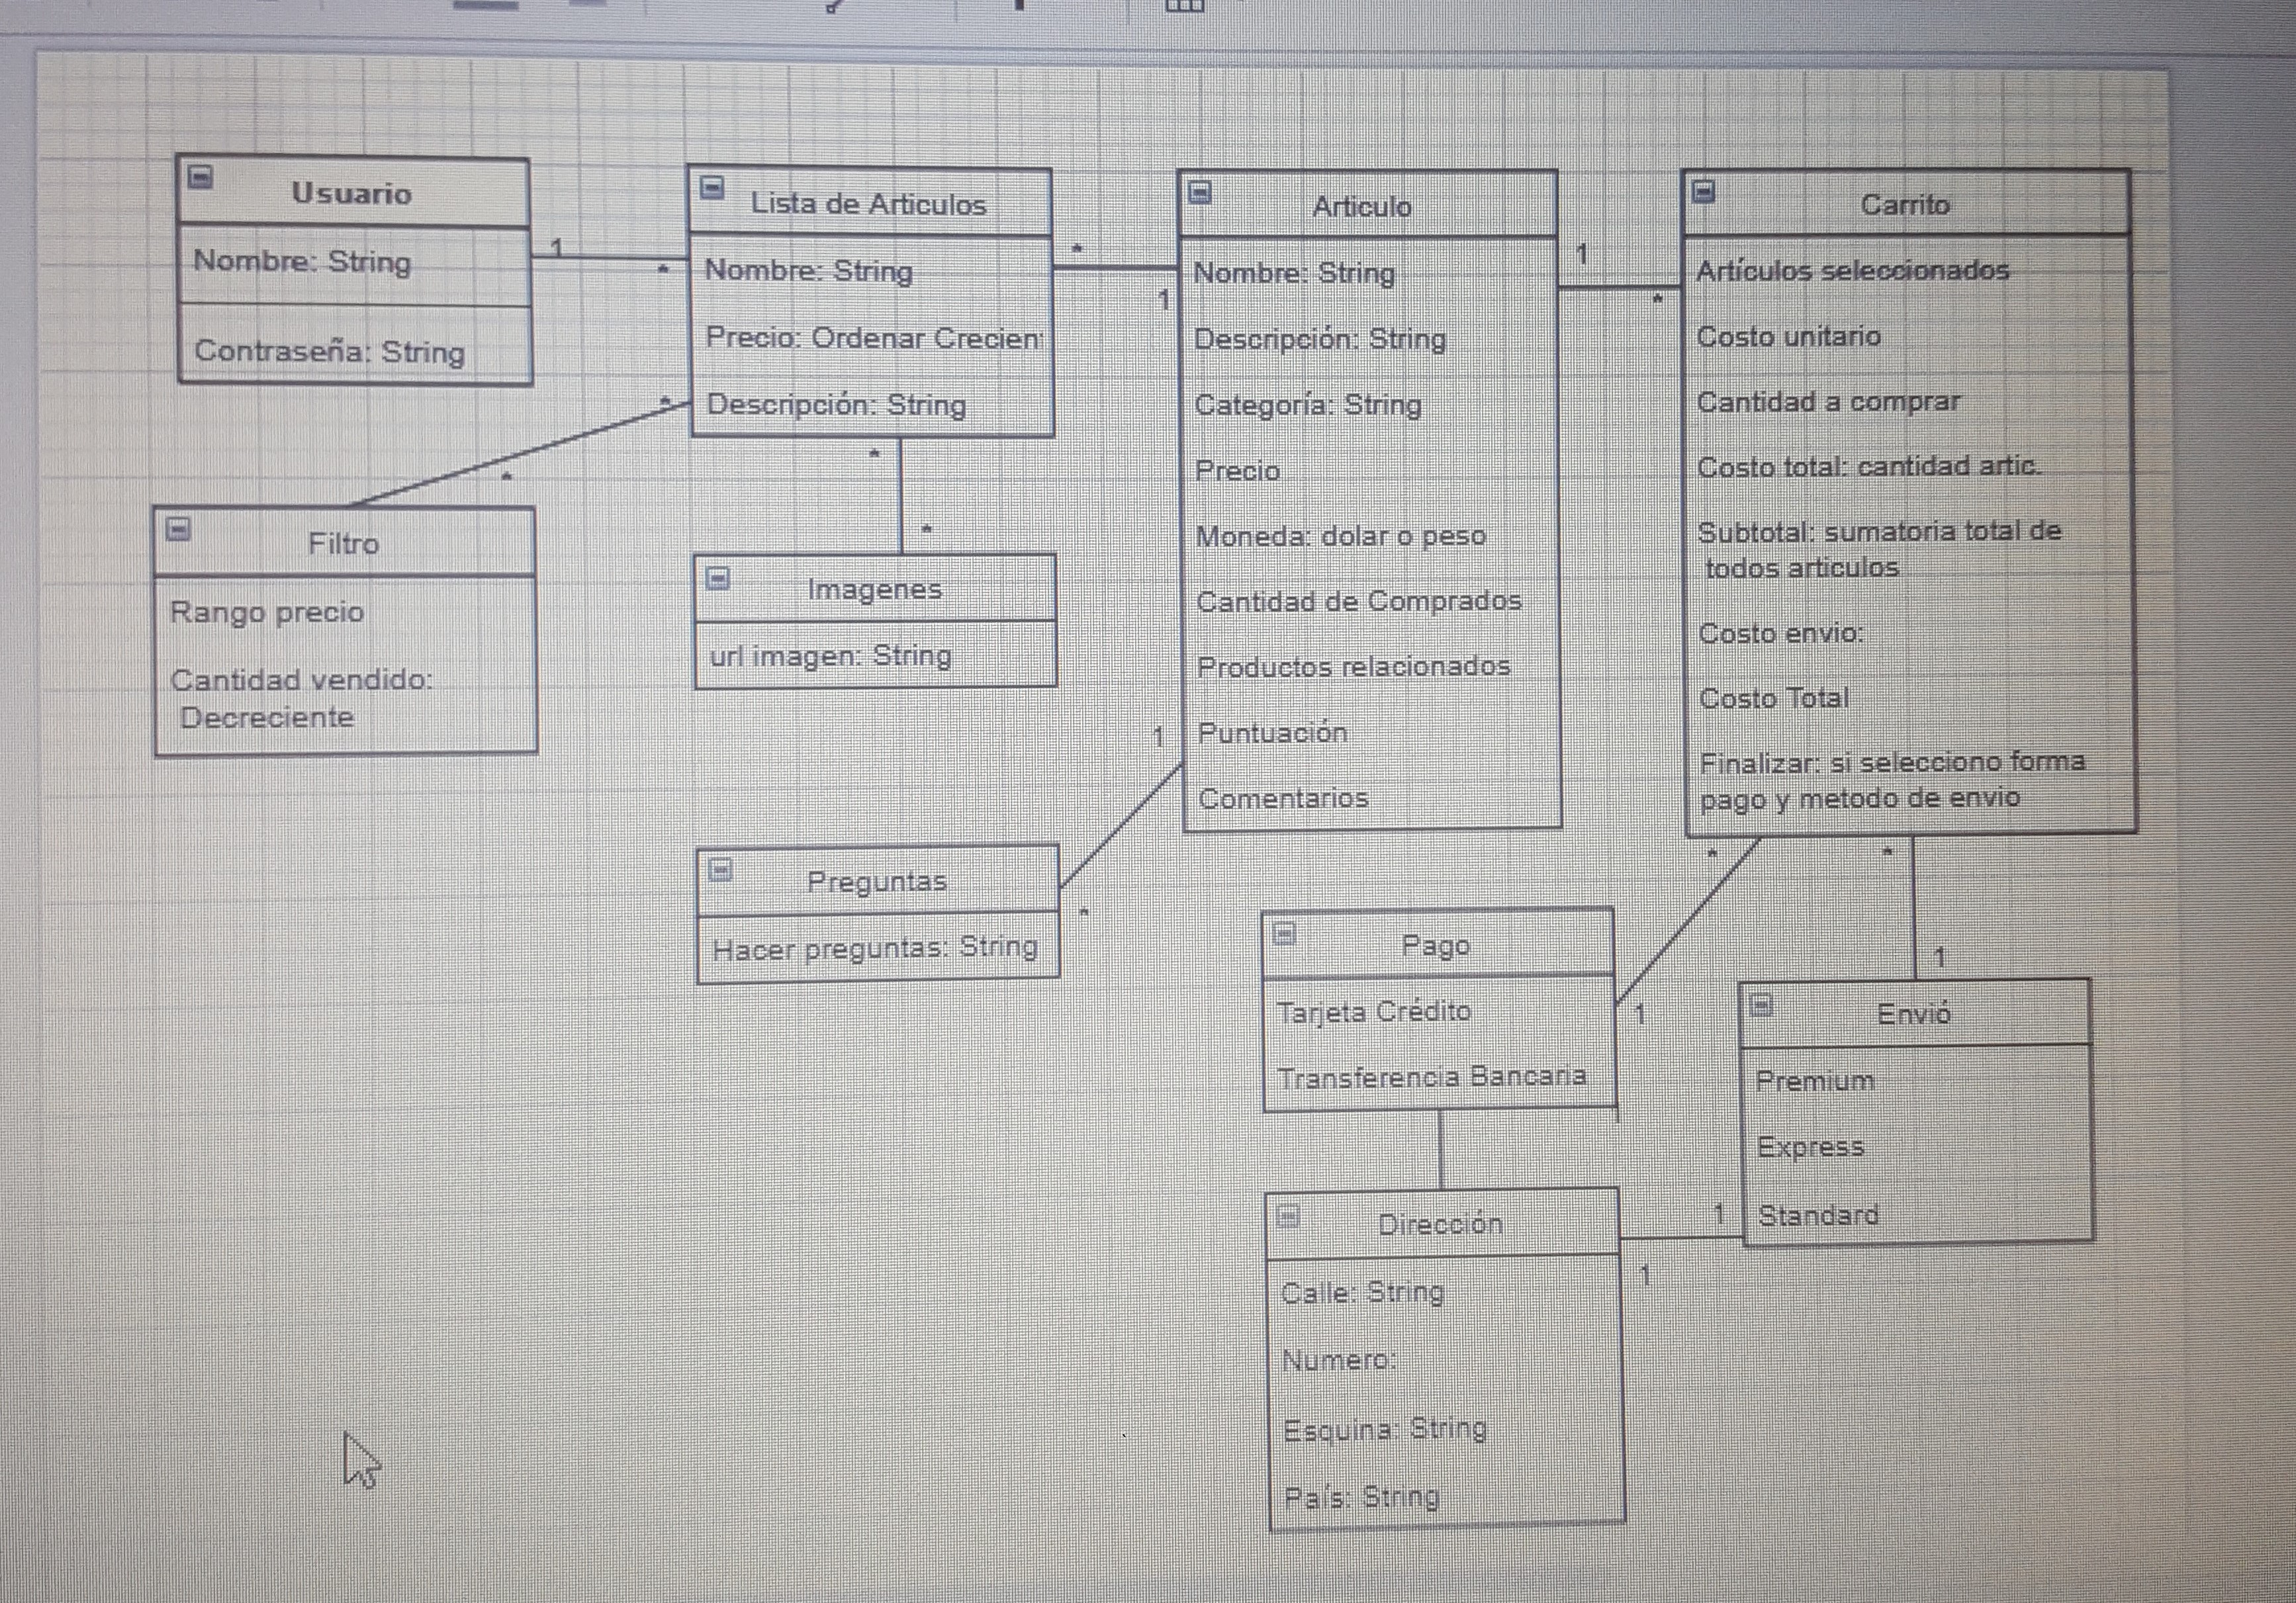 Usuario
Nombre: String
Contraseña: String
1
*
Lista de Articulos
Nombre: String
Precio: Ordenar Crecien
Descripción: String
*
1
Articulo
Nombre: String
Descripción: String
Categoría: String
Precio
Moneda: dolar o peso
Cantidad de Comprados
Productos relacionados
Puntuación
Comentarios
1
*
Carrito
Artículos seleccionados
Costo unitario
Cantidad a comprar
Costo total: cantidad artic.
Subtotal: sumatoria total de
todos articulos
Costo envio:
Costo Total
Finalizar: si selecciono forma
pago y metodo de envio
*
*
Filtro
Rango precio
Cantidad vendido:
Decreciente
*
*
Imagenes
url imagen: String
1
*
Preguntas
Hacer preguntas: String
*
1
Pago
Tarjeta Crédito
Transferencia Bancaria
*
1
Envió
Premium
Express
Standard
1
1
Dirección
Calle: String
Numero:
Esquina: String
País: String